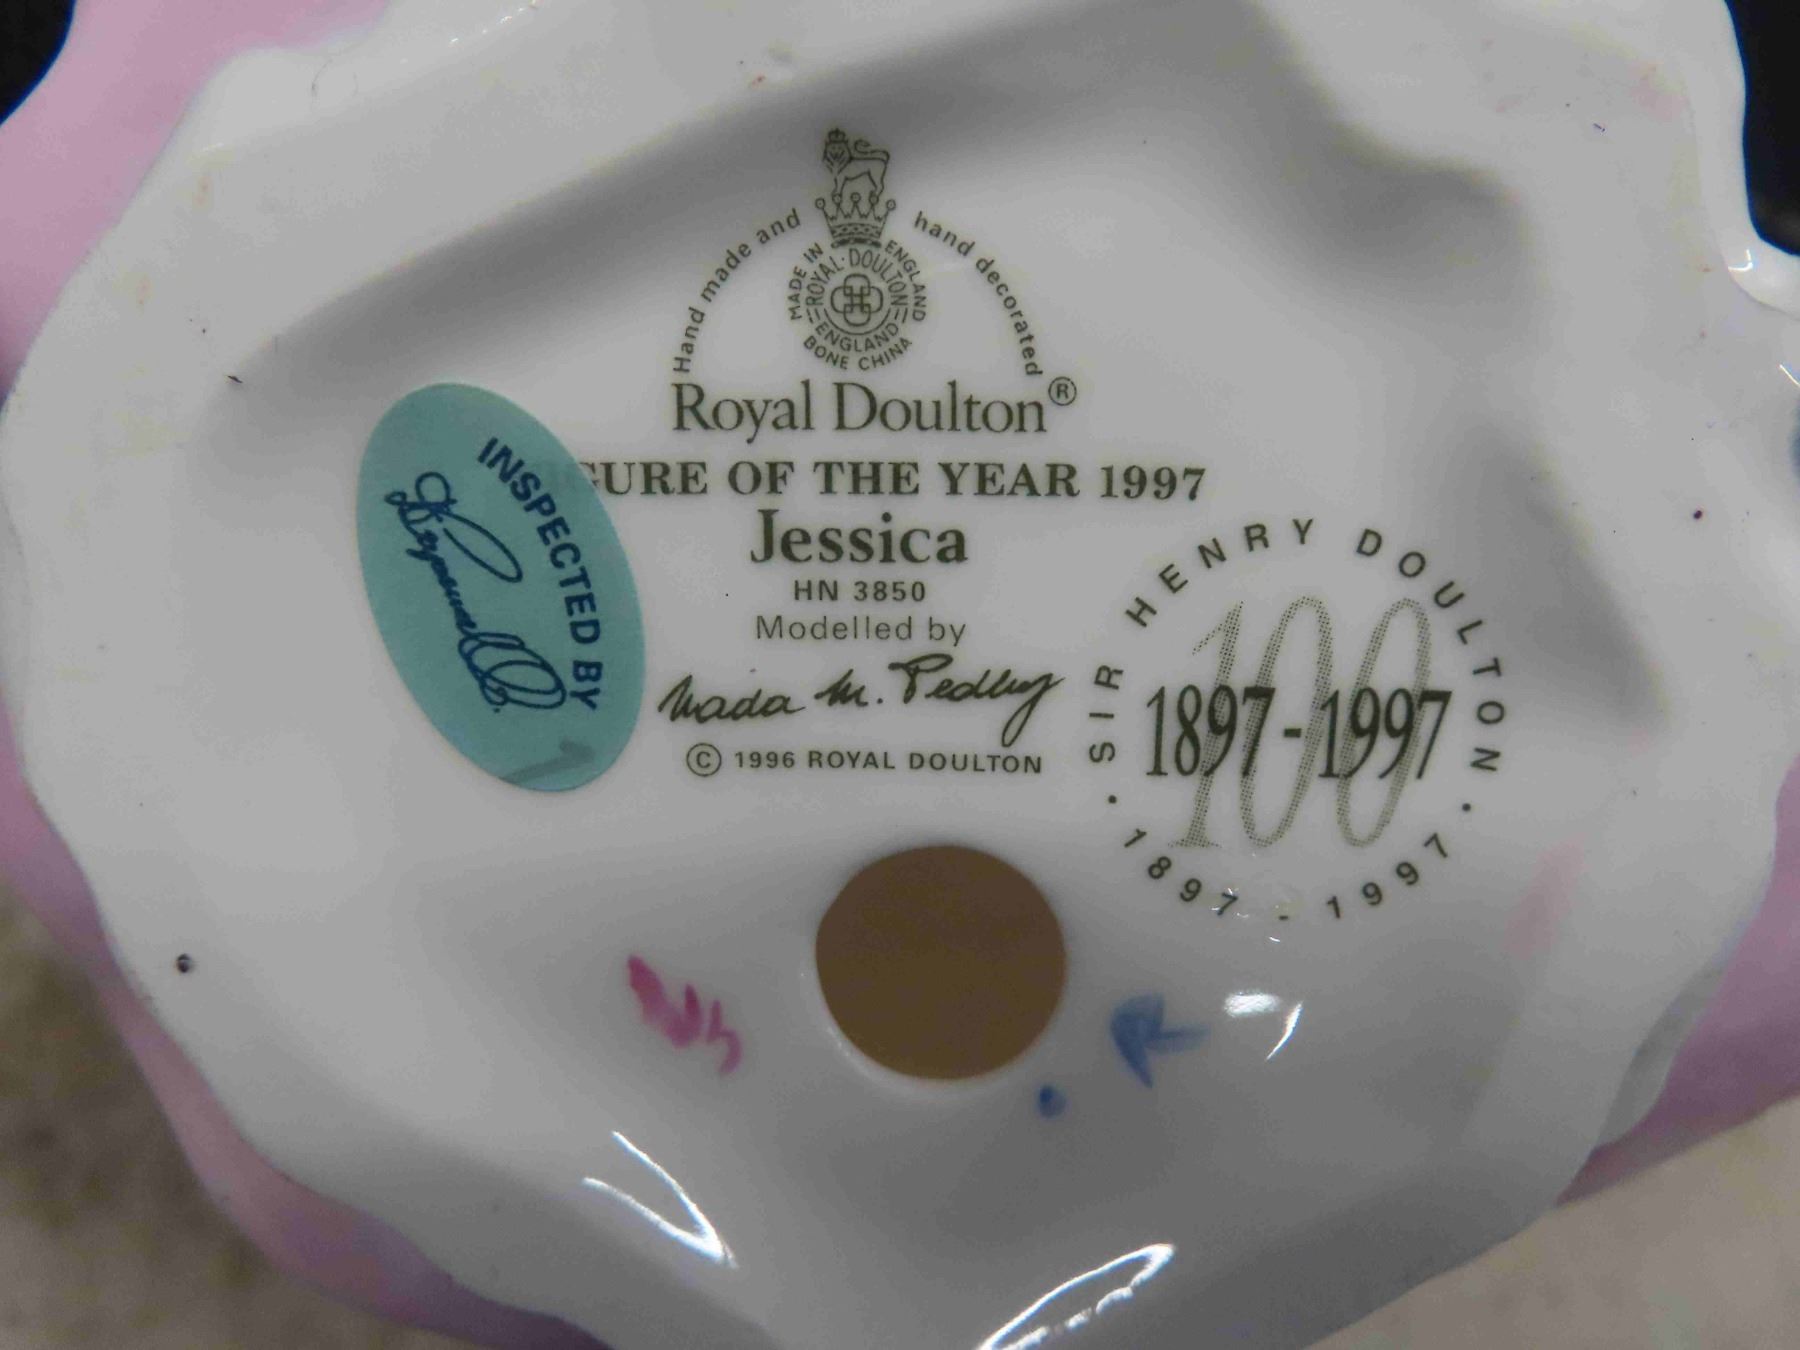 Hand made and hand decorated
MADE IN ENGLAND
ROYAL · DOULTON
ENGLAND
BONE CHINA
Royal Doulton®
GURE OF THE YEAR 1997
Jessica
HN 3850
Modelled by
Nada M. Pedley
© 1996 ROYAL DOULTON
INSPECTED BY
SIR HENRY DOULTON
100
1897-1997
· 1897 - 1997 ·